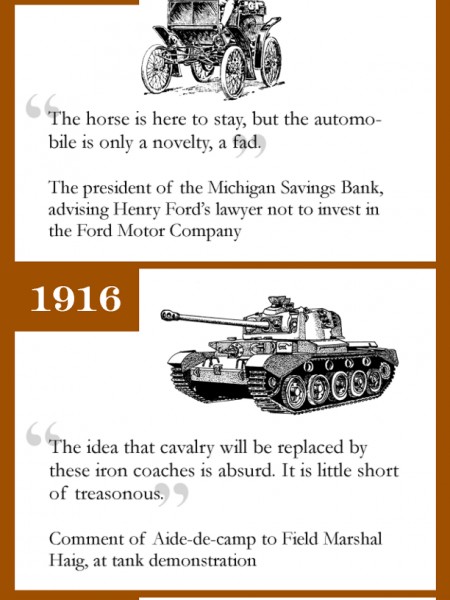 “The horse is here to stay, but the automo-
bile is only a novelty, a fad.”
The president of the Michigan Savings Bank,
advising Henry Ford’s lawyer not to invest in
the Ford Motor Company
1916
“The idea that cavalry will be replaced by
these iron coaches is absurd. It is little short
of treasonous.”
Comment of Aide-de-camp to Field Marshal
Haig, at tank demonstration